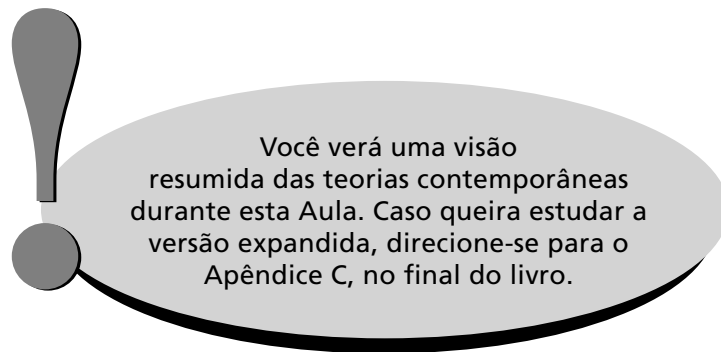 Você verá uma visão
resumida das teorias contemporâneas
durante esta Aula. Caso queira estudar a
versão expandida, direcione-se para o
Apêndice C, no final do livro.